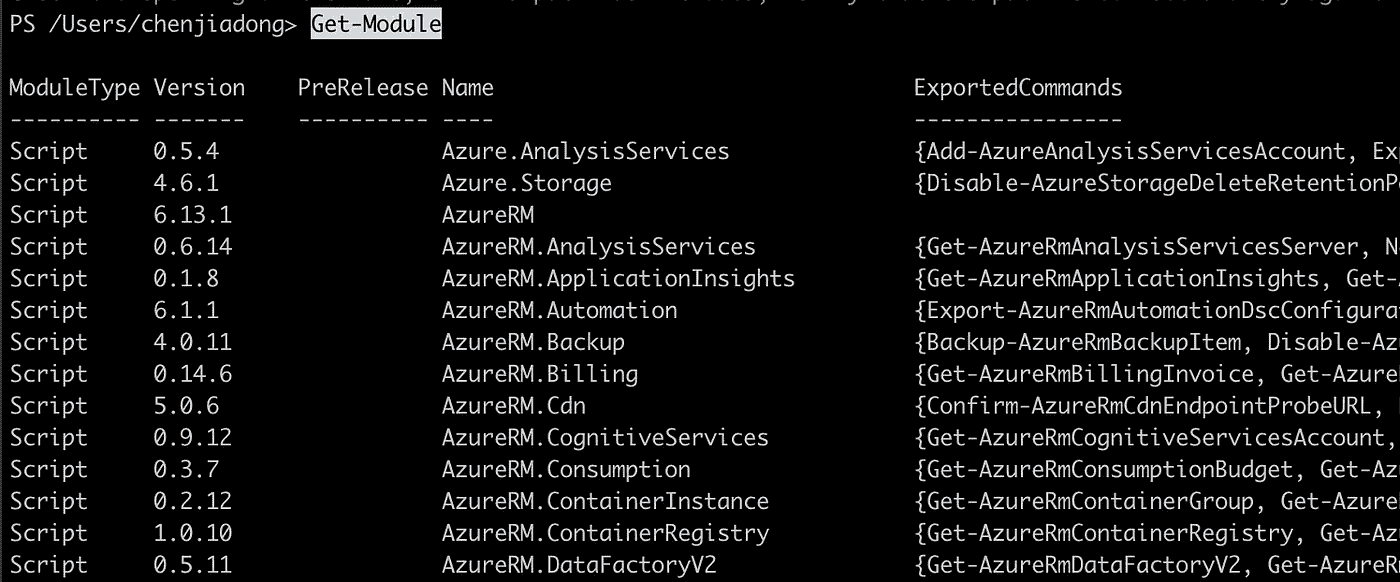 PS /Users/chenjiadong> Get-Module
ModuleType Version PreRelease Name ExportedCommands
---------- ------- ---------- ---- ----------------
Script 0.5.4 Azure.AnalysisServices {Add-AzureAnalysisServicesAccount, Ex
Script 4.6.1 Azure.Storage {Disable-AzureStorageDeleteRetentionP
Script 6.13.1 AzureRM
Script 0.6.14 AzureRM.AnalysisServices {Get-AzureRmAnalysisServicesServer, N
Script 0.1.8 AzureRM.ApplicationInsights {Get-AzureRmApplicationInsights, Get-
Script 6.1.1 AzureRM.Automation {Export-AzureRmAutomationDscConfigura
Script 4.0.11 AzureRM.Backup {Backup-AzureRmBackupItem, Disable-Az
Script 0.14.6 AzureRM.Billing {Get-AzureRmBillingInvoice, Get-Azure
Script 5.0.6 AzureRM.Cdn {Confirm-AzureRmCdnEndpointProbeURL,
Script 0.9.12 AzureRM.CognitiveServices {Get-AzureRmCognitiveServicesAccount,
Script 0.3.7 AzureRM.Consumption {Get-AzureRmConsumptionBudget, Get-Az
Script 0.2.12 AzureRM.ContainerInstance {Get-AzureRmContainerGroup, Get-Azure
Script 1.0.10 AzureRM.ContainerRegistry {Get-AzureRmContainerRegistry, Get-Az
Script 0.5.11 AzureRM.DataFactoryV2 {Get-AzureRmDataFactoryV2, Get-AzureR